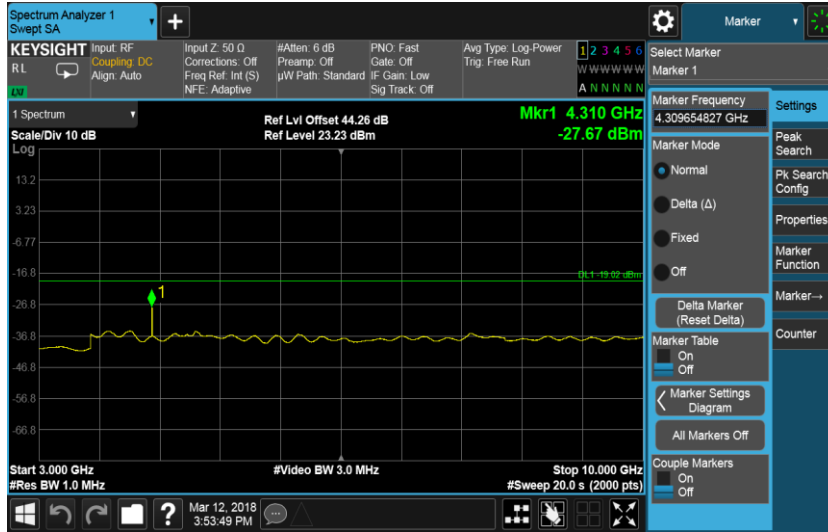 Spectrum Analyzer 1
Swept SA
Marker
KEYSIGHT
RL
LXI
Input: RF
Coupling: DC
Align: Auto
Input Z: 50 Ω
Corrections: Off
Freq Ref: Int (S)
NFE: Adaptive
#Atten: 6 dB
Preamp: Off
µW Path: Standard
PNO: Fast
Gate: Off
IF Gain: Low
Sig Track: Off
Avg Type: Log-Power
Trig: Free Run
1 2 3 4 5 6
W W W W W W
A N N N N N
Select Marker
Marker 1
1 Spectrum
Scale/Div 10 dB
Log
Ref Lvl Offset 44.26 dB
Ref Level 23.23 dBm
Mkr1 4.310 GHz
-27.67 dBm
13.2
3.23
-6.77
-16.8
-26.8
-36.8
-46.8
-56.8
-66.8
DL1 -19.02 dBm
1
Start 3.000 GHz
#Res BW 1.0 MHz
#Video BW 3.0 MHz
Stop 10.000 GHz
#Sweep 20.0 s (2000 pts)
Marker Frequency
4.309654827 GHz
Marker Mode
Normal
Delta (Δ)
Fixed
Off
Delta Marker
(Reset Delta)
Marker Table
On
Off
Marker Settings
Diagram
All Markers Off
Couple Markers
On
Off
Settings
Peak
Search
Pk Search
Config
Properties
Marker
Function
Marker→
Counter
?
Mar 12, 2018
3:53:49 PM